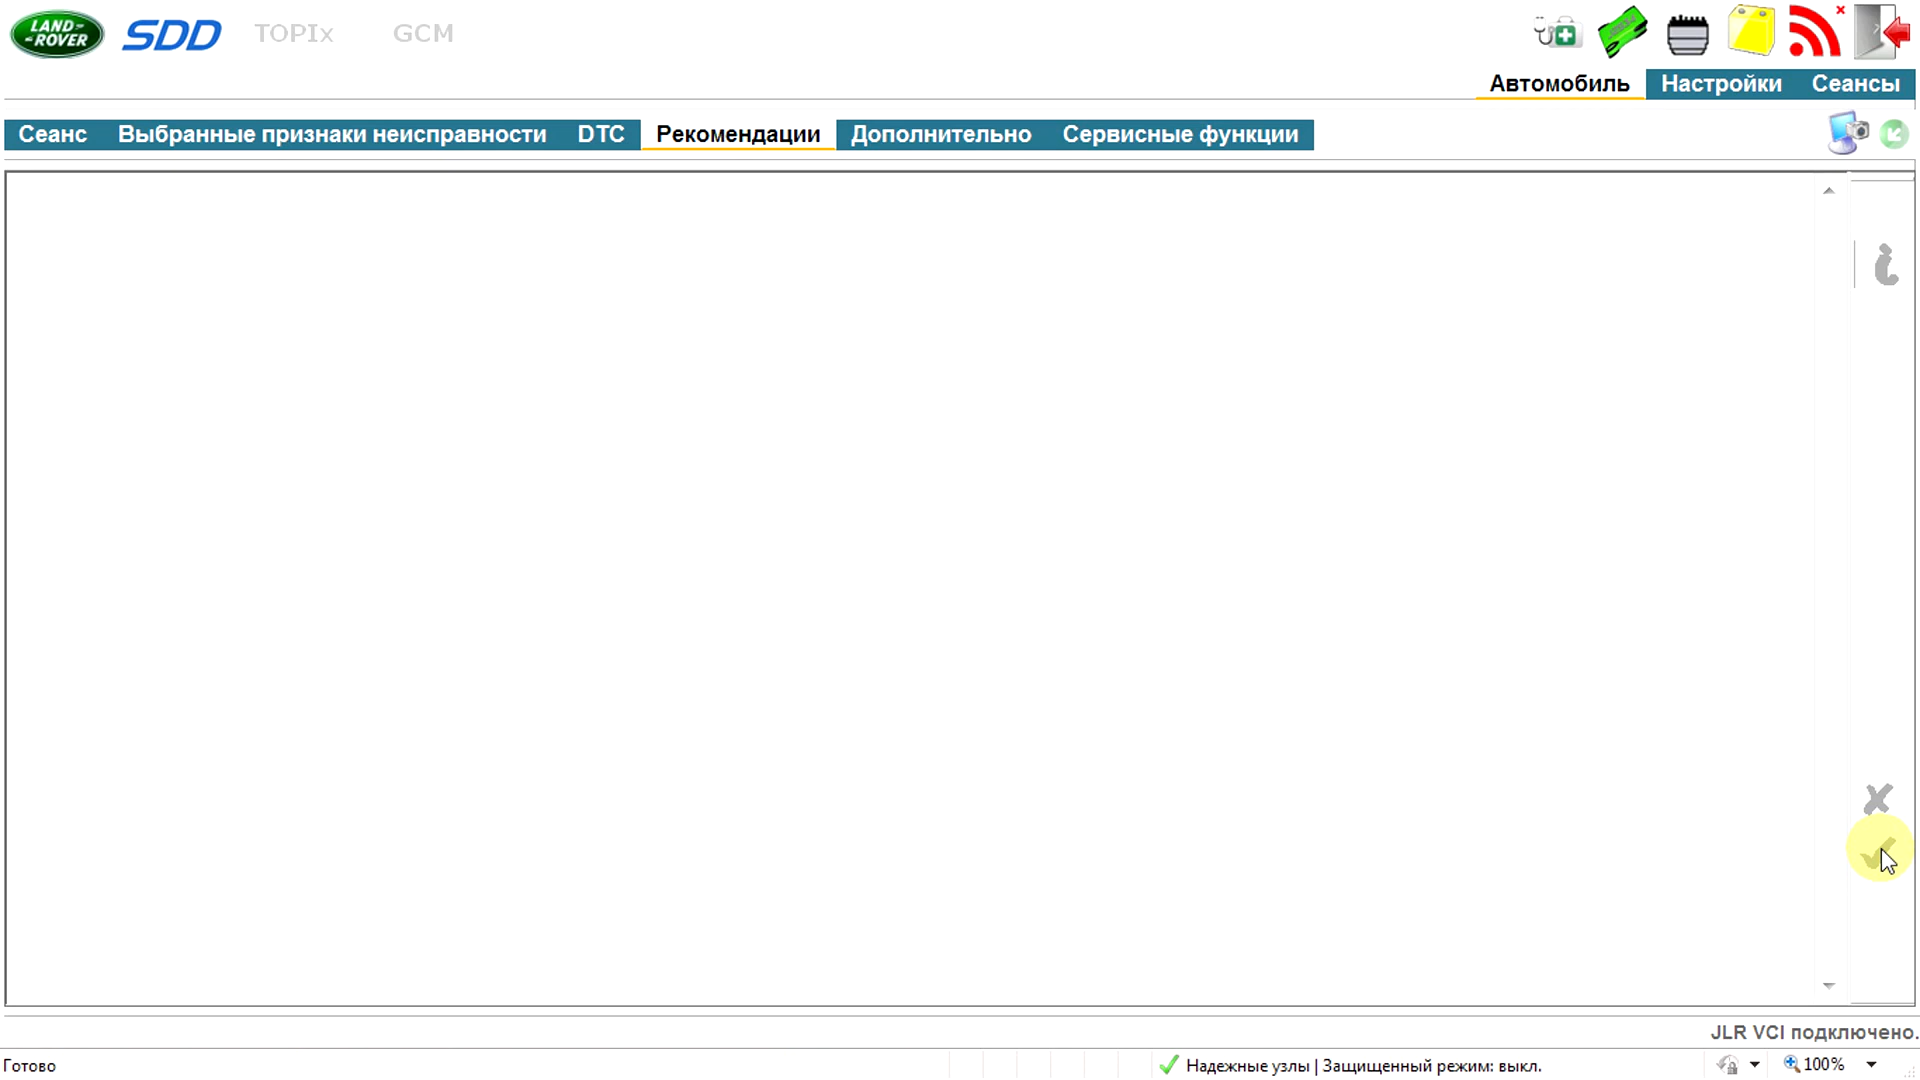 LAND-
-ROVER
SDD TOPIx GCM
Автомобиль Настройки Сеансы
Сеанс Выбранные признаки неисправности DTC Рекомендации Дополнительно Сервисные функции
JLR VCI подключено.
Готово Надежные узлы | Защищенный режим: выкл. 100%